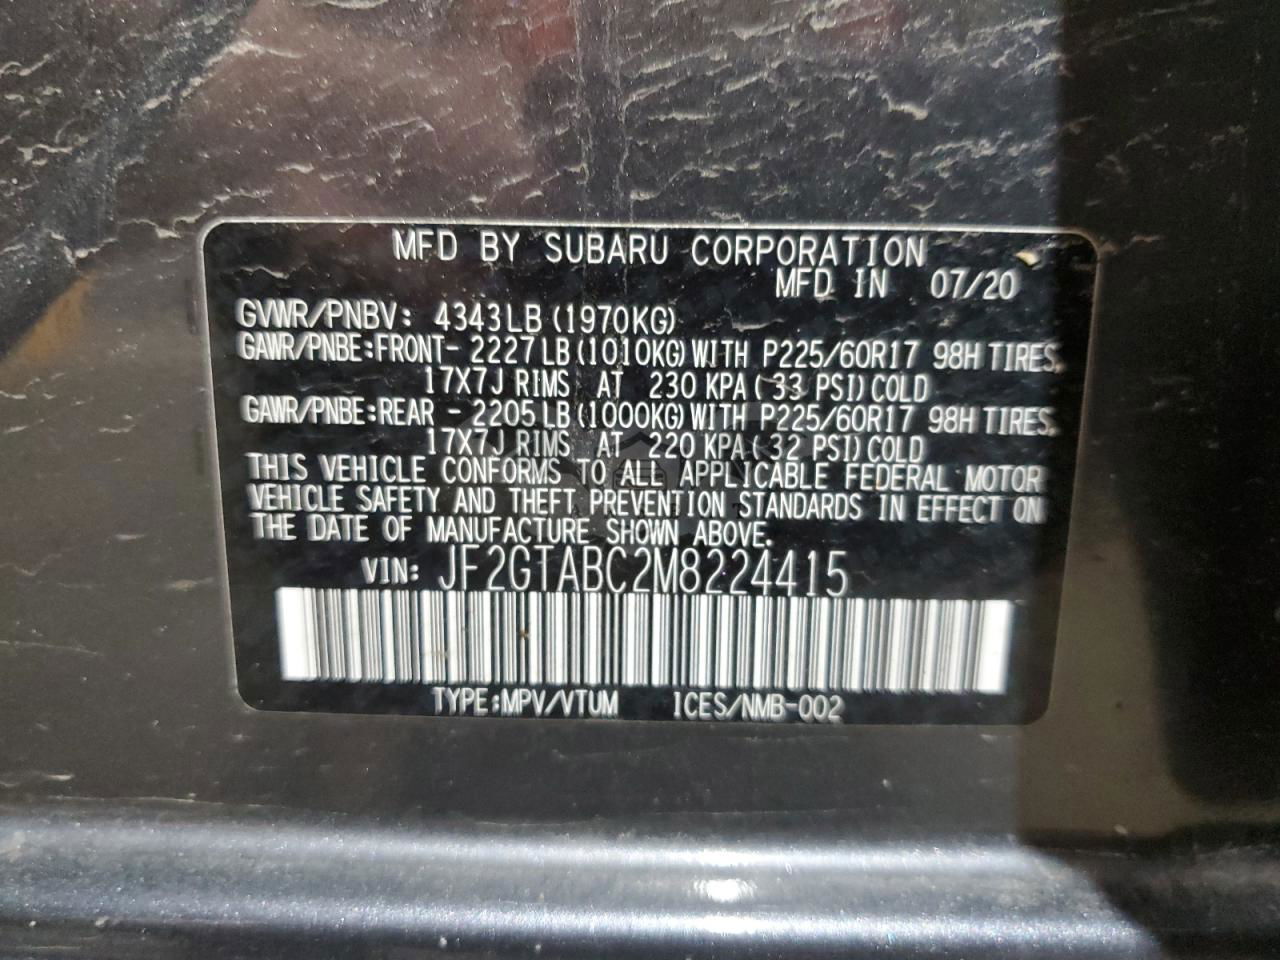 MFD BY SUBARU CORPORATION
MFD IN 07/20
GVWR/PNBV: 4343LB (1970KG)
GAWR/PNBE:FRONT- 2227LB (1010KG) WITH P225/60R17 98H TIRES,
17X7J RIMS AT 230 KPA( 33 PSI) COLD
GAWR/PNBE:REAR - 2205LB (1000KG) WITH P225/60R17 98H TIRES,
17X7J RIMS AT 220 KPA( 32 PSI) COLD
THIS VEHICLE CONFORMS TO ALL APPLICABLE FEDERAL MOTOR
VEHICLE SAFETY AND THEFT PREVENTION STANDARDS IN EFFECT ON
THE DATE OF MANUFACTURE SHOWN ABOVE.
VIN: JF2GTABC2M8224415
TYPE:MPV/VTUM ICES/NMB-002